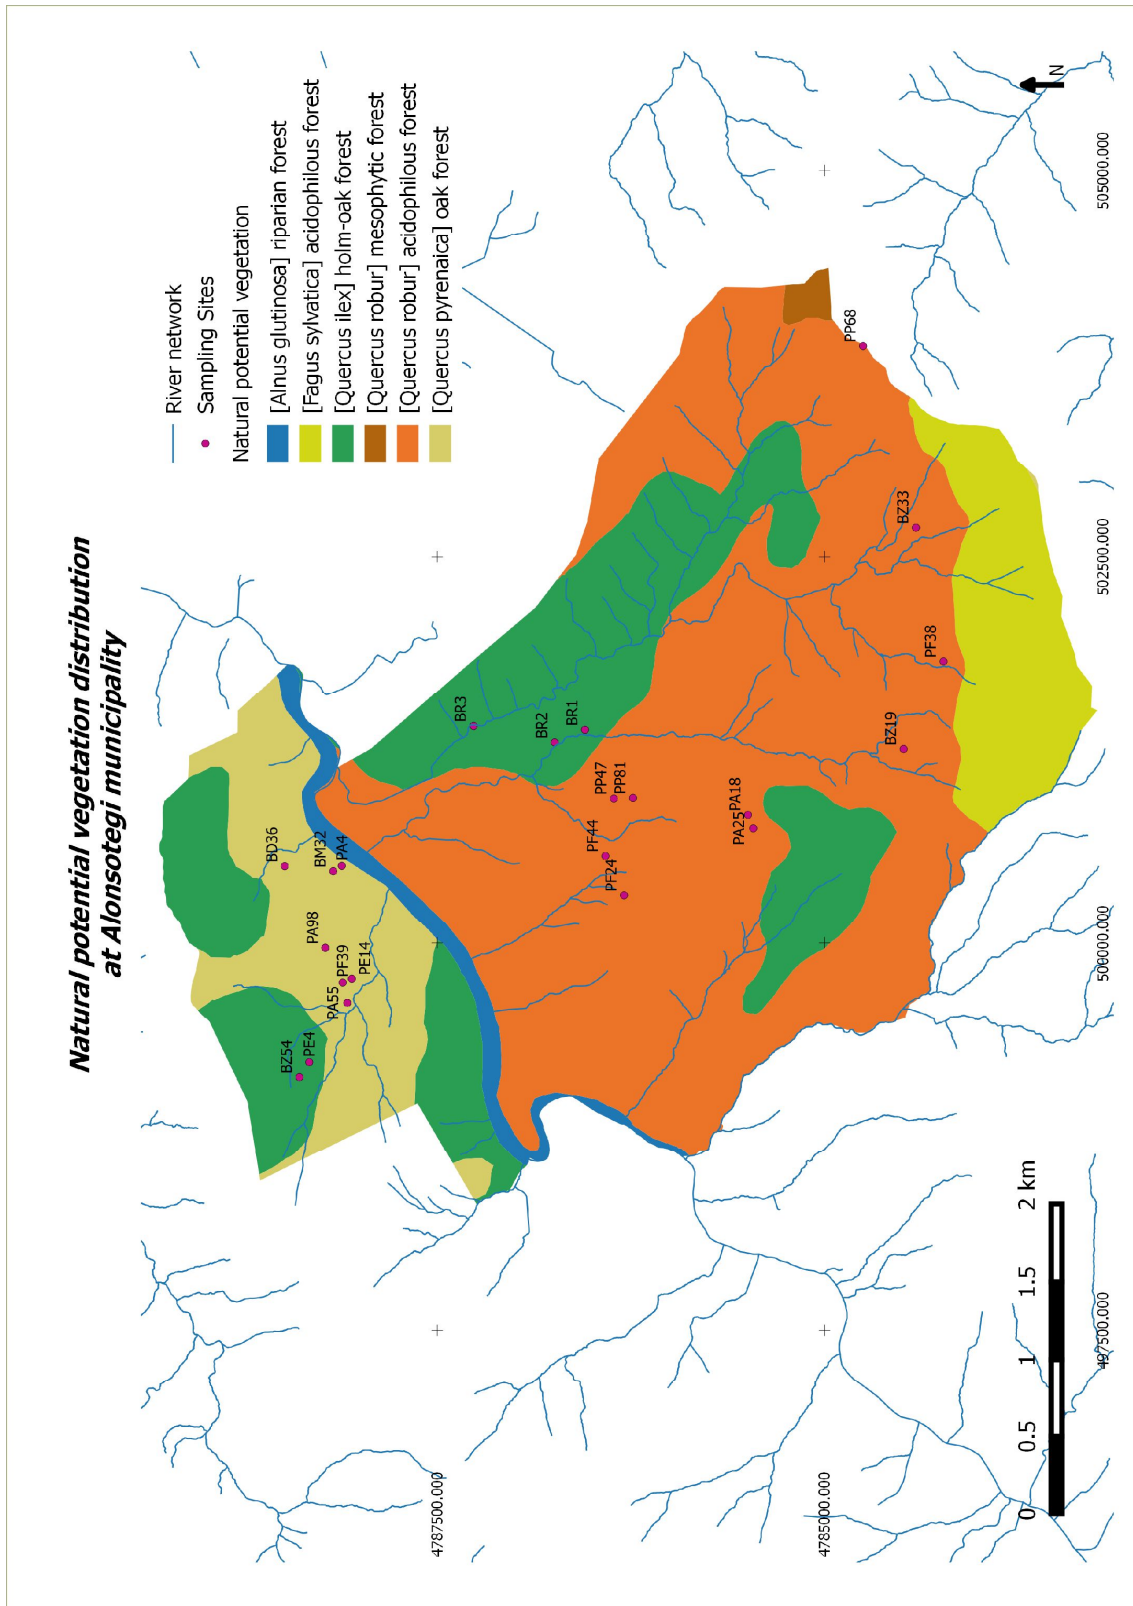 Natural potential vegetation distribution
at Alonsotegi municipality
River network
Sampling Sites
Natural potential vegetation
[Alnus glutinosa] riparian forest
[Fagus sylvatica] acidophilous forest
[Quercus ilex] holm-oak forest
[Quercus robur] mesophytic forest
[Quercus robur] acidophilous forest
[Quercus pyrenaica] oak forest
BZ54
PE4
PA55
PF39
PE14
PA98
BD36
BM32
PA4
BR3
BR2
BR1
PP47
PP81
PF44
PF24
PA25
PA18
BZ19
PF38
BZ33
PP68
4787500.000
4785000.000
497500.000
500000.000
502500.000
505000.000
0 0.5 1 1.5 2 km
N